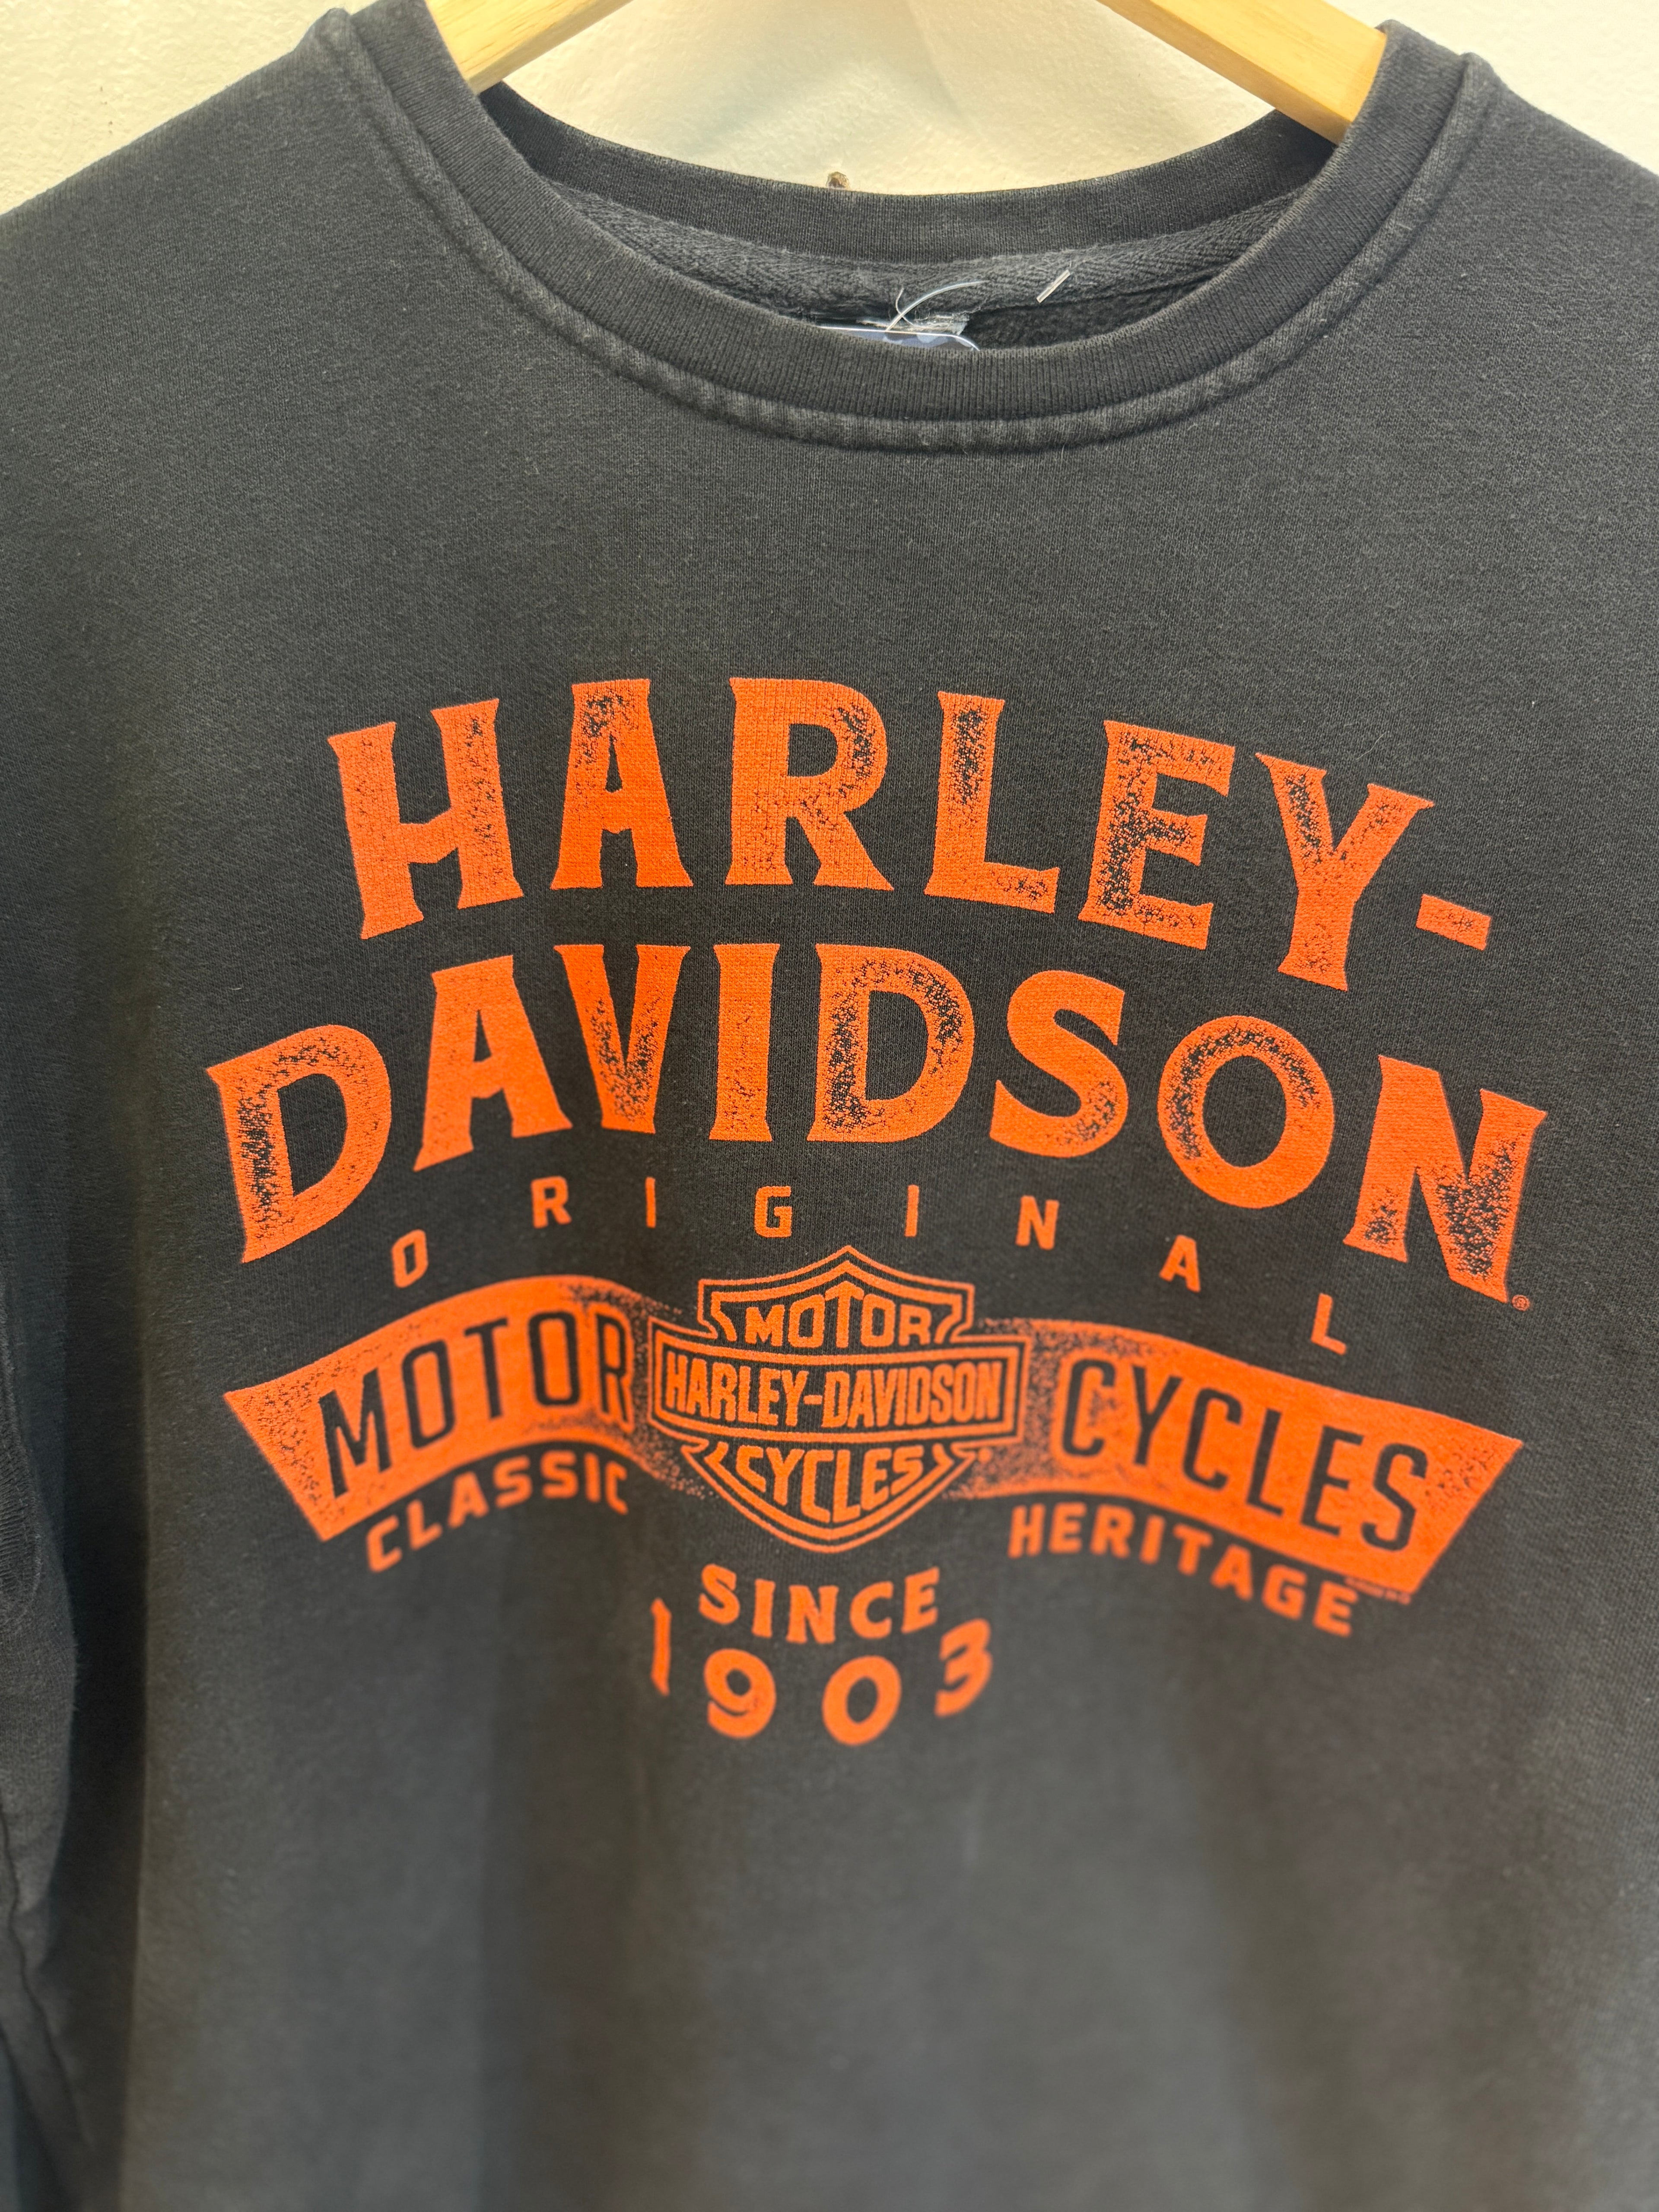 HARLEY-
DAVIDSON®
ORIGINAL
MOTOR
HARLEY-DAVIDSON
CYCLES
MOTOR CYCLES
CLASSIC HERITAGE
SINCE
1903